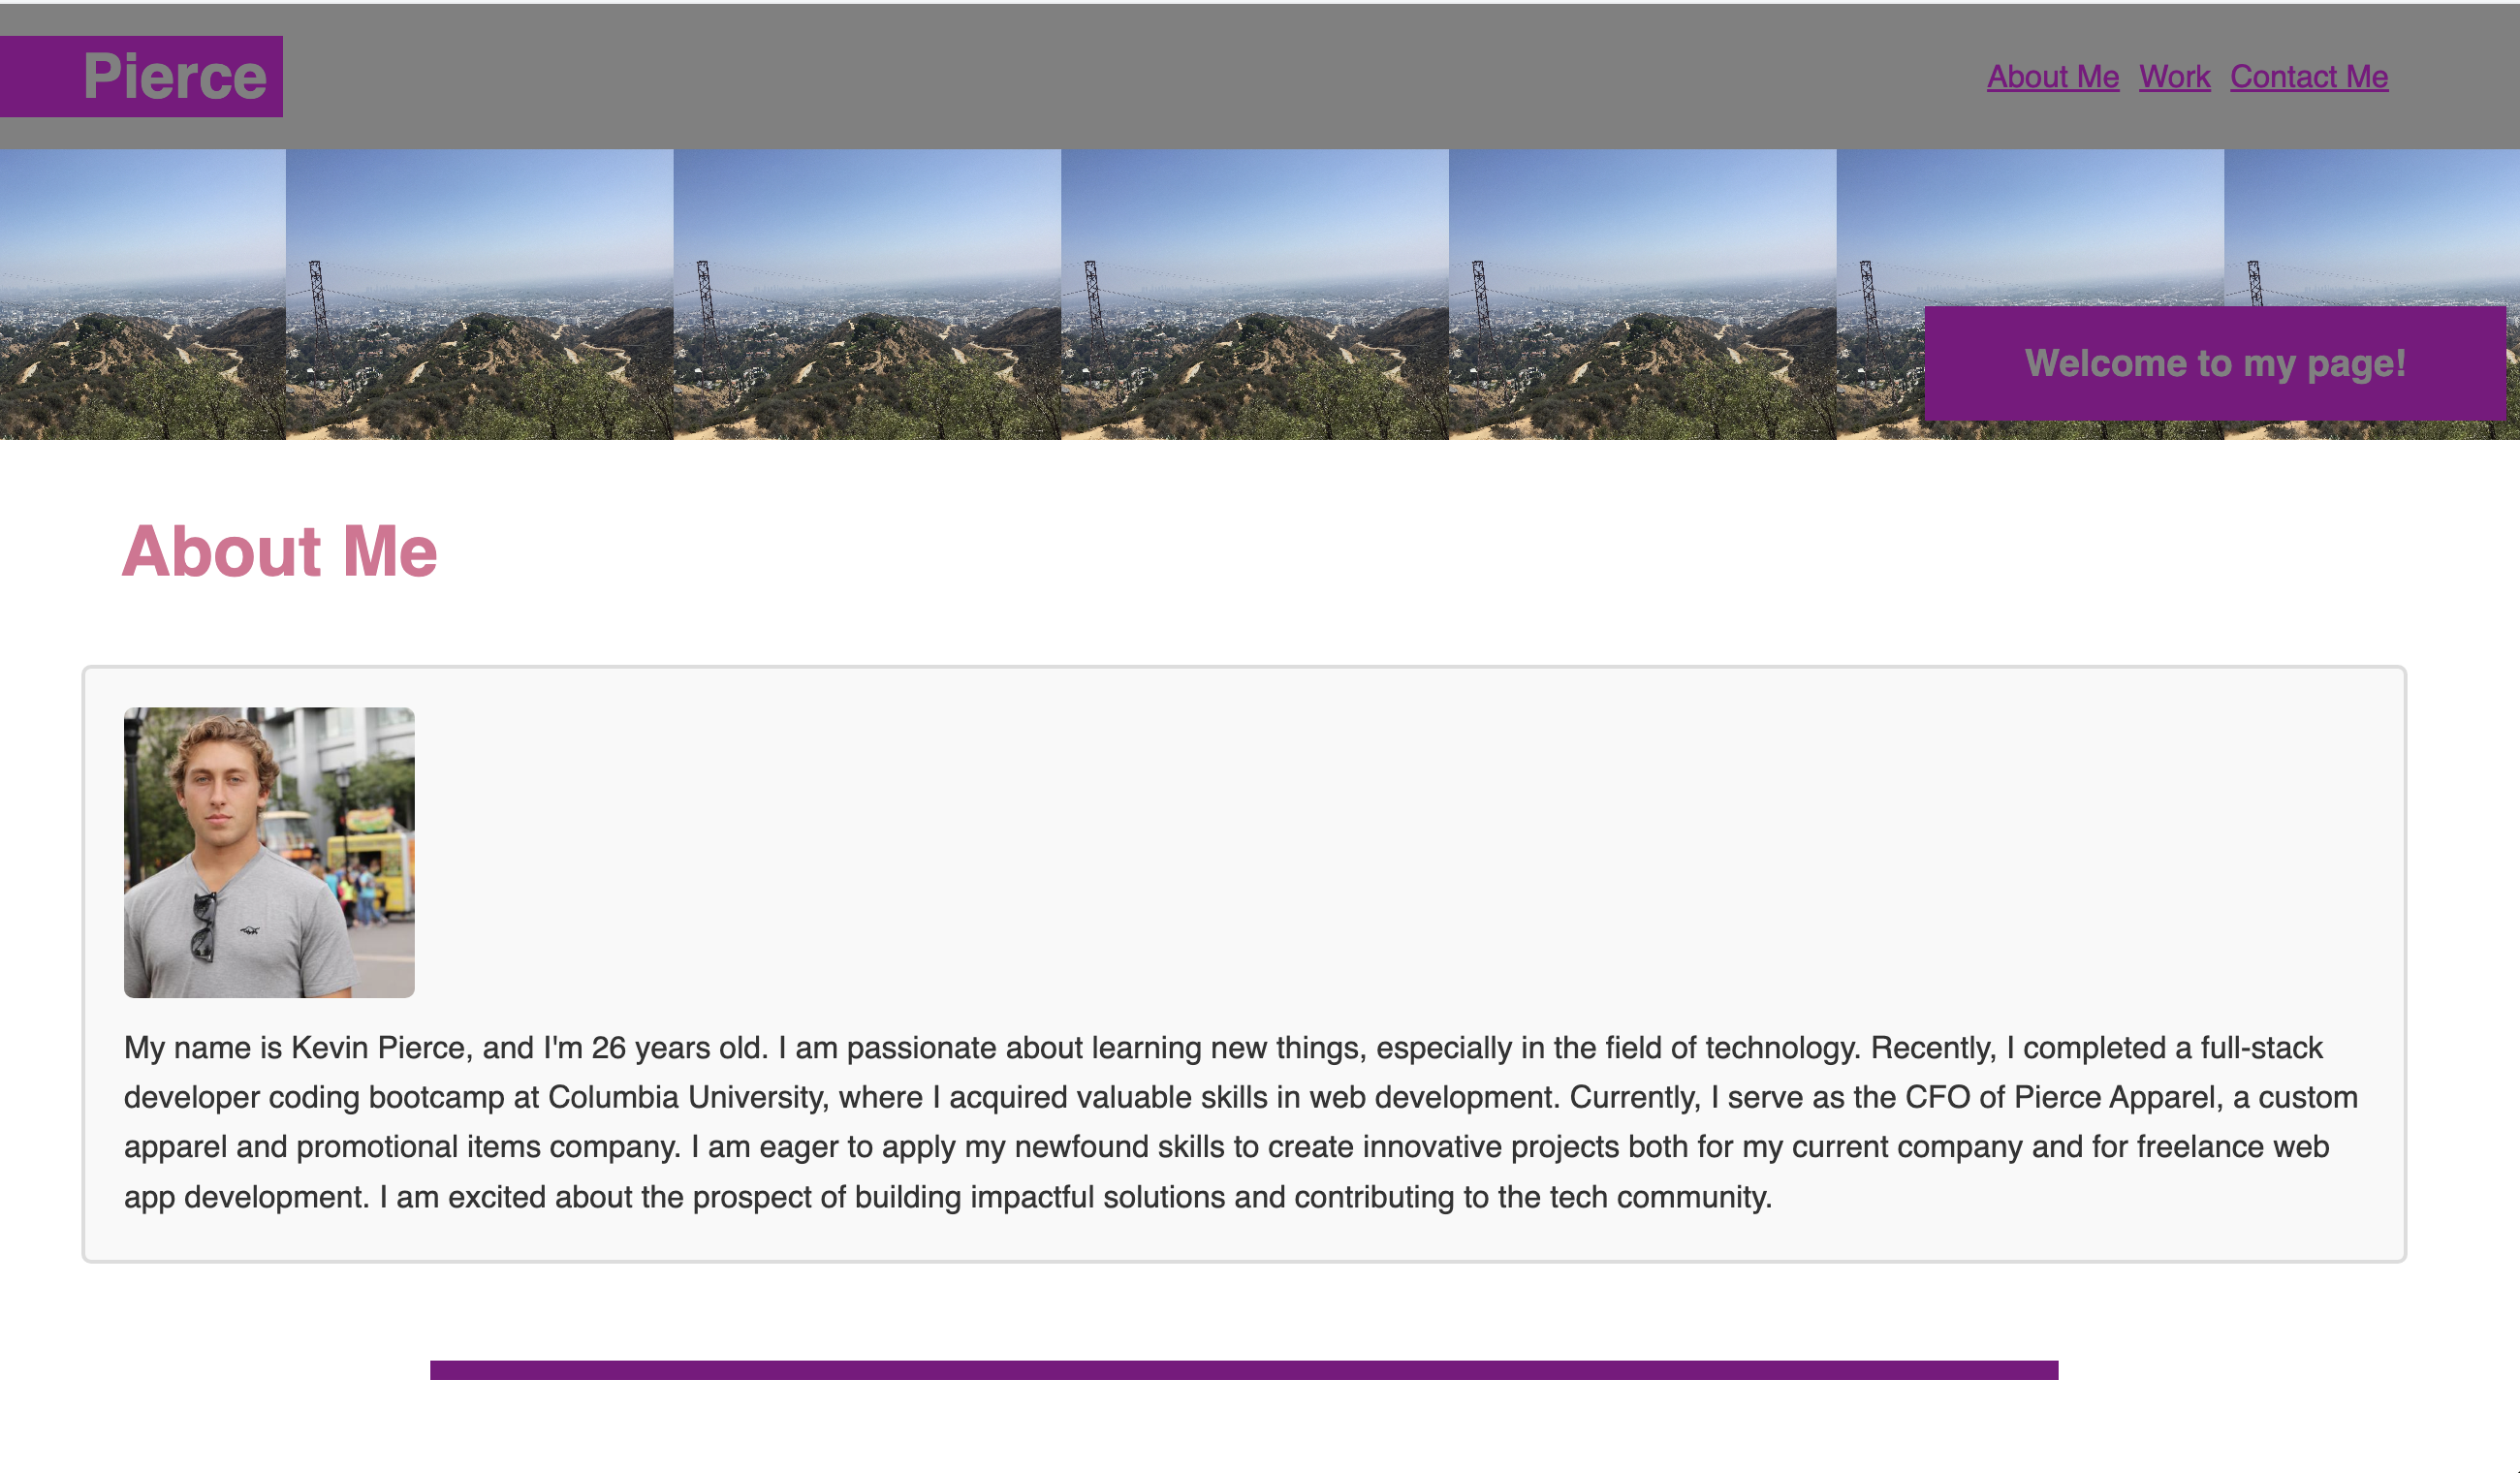 Pierce
About Me Work Contact Me
Welcome to my page!
About Me
My name is Kevin Pierce, and I'm 26 years old. I am passionate about learning new things, especially in the field of technology. Recently, I completed a full-stack
developer coding bootcamp at Columbia University, where I acquired valuable skills in web development. Currently, I serve as the CFO of Pierce Apparel, a custom
apparel and promotional items company. I am eager to apply my newfound skills to create innovative projects both for my current company and for freelance web
app development. I am excited about the prospect of building impactful solutions and contributing to the tech community.